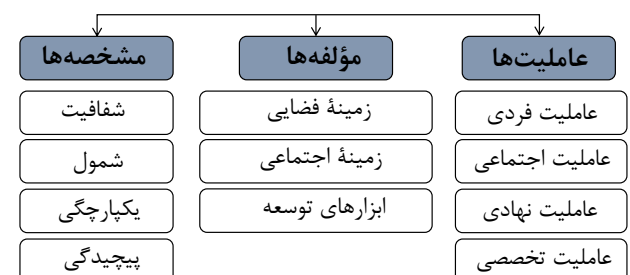 عاملیت‌ها
عاملیت فردی
عاملیت اجتماعی
عاملیت نهادی
عاملیت تخصصی
مؤلفه‌ها
زمینهٔ فضایی
زمینهٔ اجتماعی
ابزارهای توسعه
مشخصه‌ها
شفافیت
شمول
یکپارچگی
پیچیدگی